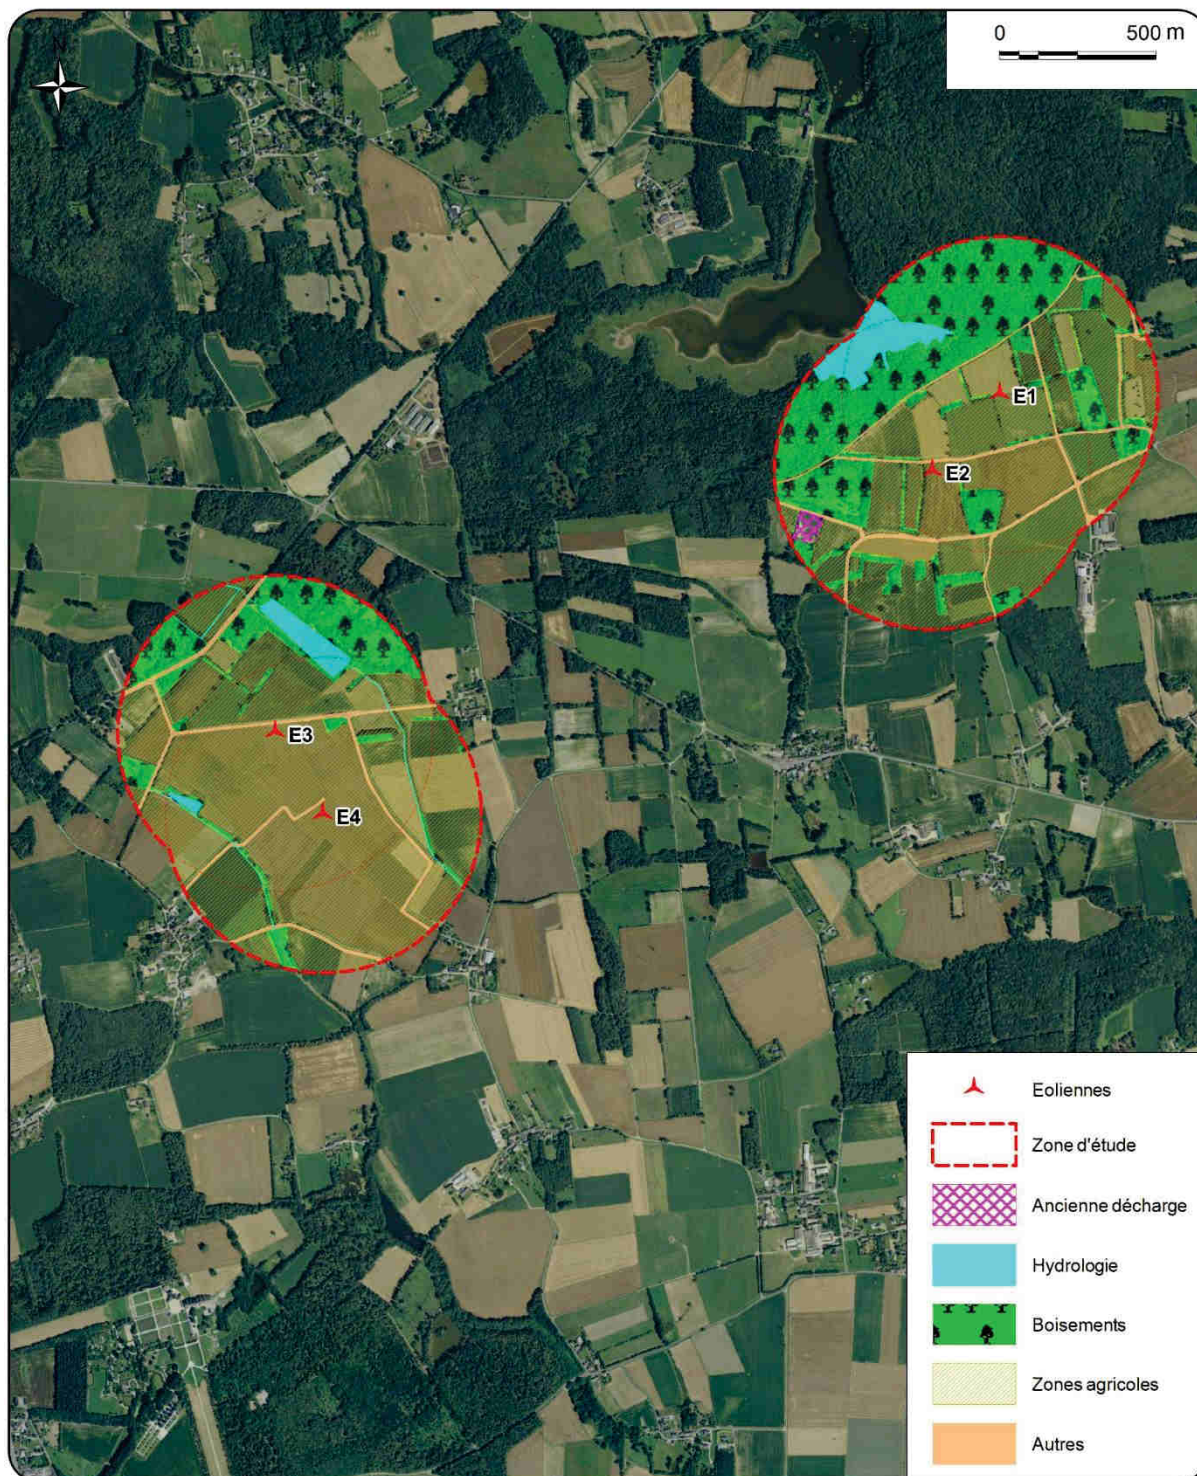 N
0 500 m
E1
E2
E3
E4
Eoliennes
Zone d'étude
Ancienne décharge
Hydrologie
Boisements
Zones agricoles
Autres